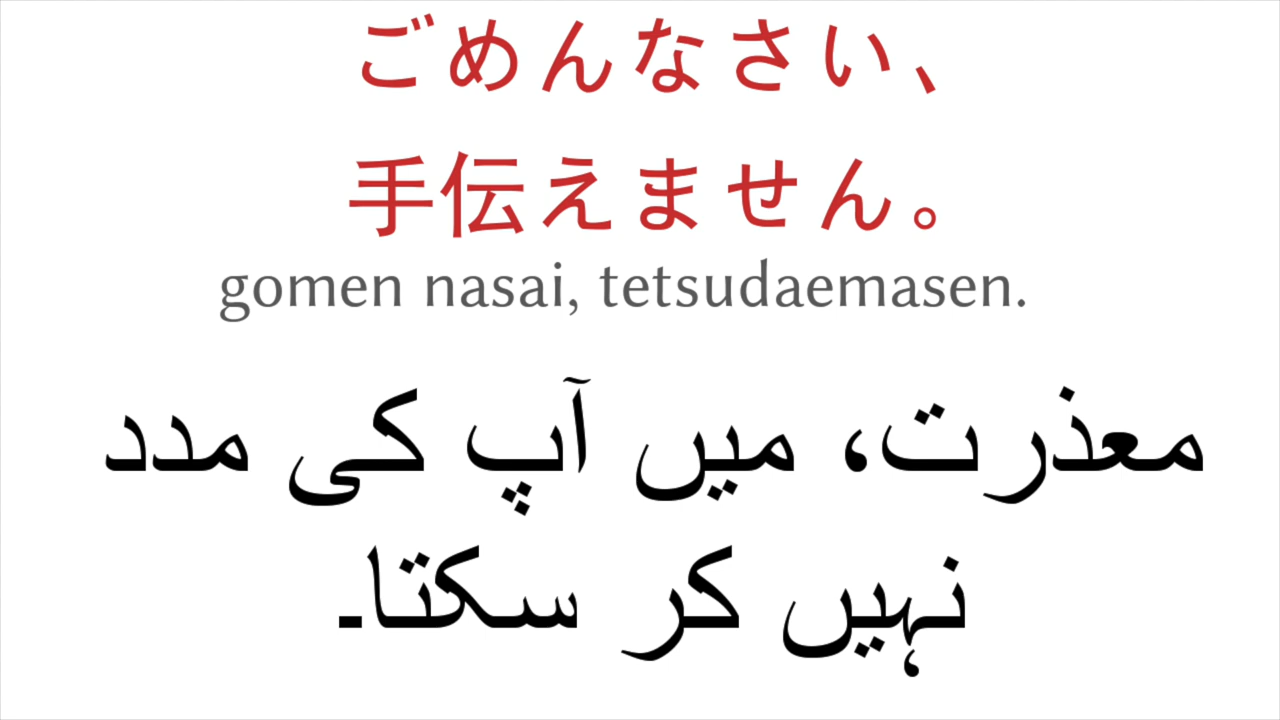 ごめんなさい、
手伝えません。
gomen nasai, tetsudaemasen.
معذرت، میں آپ کی مدد
نہیں کر سکتا۔